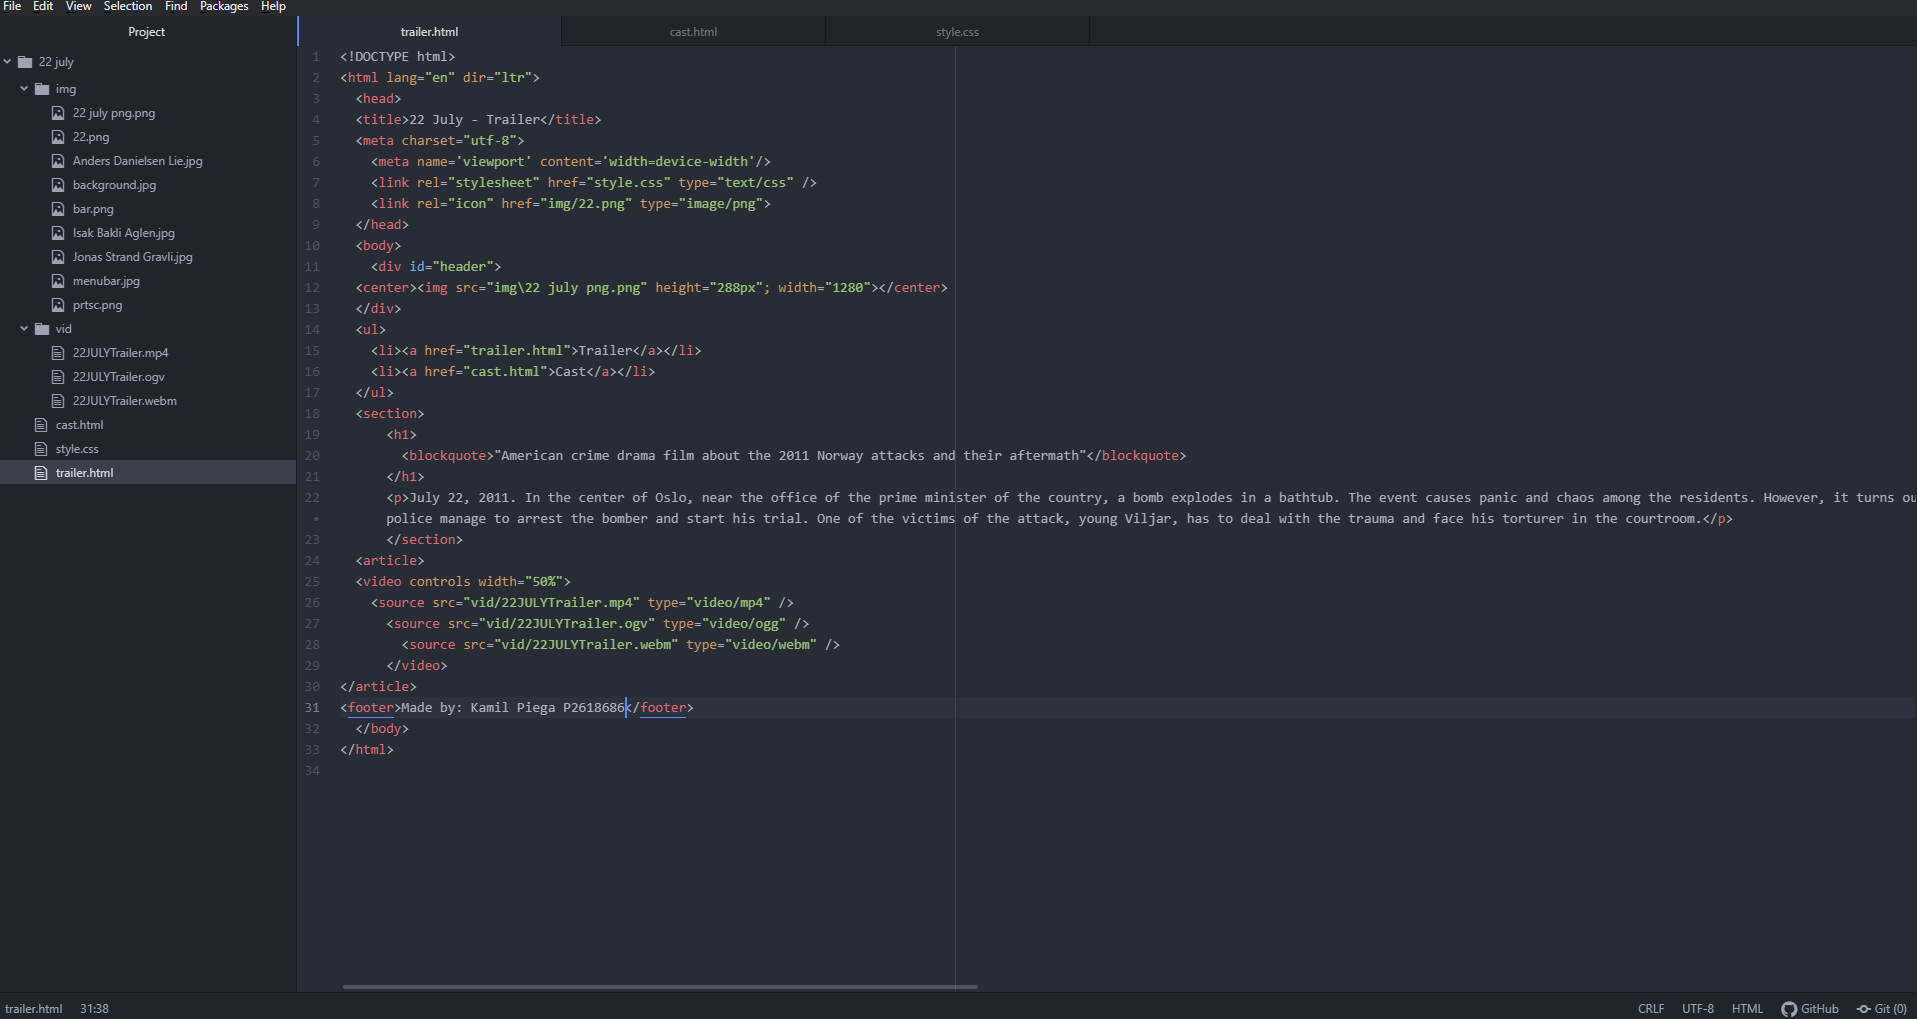 File Edit View Selection Find Packages Help
Project
trailer.html
cast.html
style.css
22 july
img
22 july png.png
22.png
Anders Danielsen Lie.jpg
background.jpg
bar.png
Isak Bakli Aglen.jpg
Jonas Strand Gravli.jpg
menubar.jpg
prtsc.png
vid
22JULYTrailer.mp4
22JULYTrailer.ogv
22JULYTrailer.webm
cast.html
style.css
trailer.html
1 <!DOCTYPE html>
2 <html lang="en" dir="ltr">
3 <head>
4 <title>22 July - Trailer</title>
5 <meta charset="utf-8">
6 <meta name='viewport' content='width=device-width'/>
7 <link rel="stylesheet" href="style.css" type="text/css" />
8 <link rel="icon" href="img/22.png" type="image/png">
9 </head>
10 <body>
11 <div id="header">
12 <center><img src="img\22 july png.png" height="288px"; width="1280"></center>
13 </div>
14 <ul>
15 <li><a href="trailer.html">Trailer</a></li>
16 <li><a href="cast.html">Cast</a></li>
17 </ul>
18 <section>
19 <h1>
20 <blockquote>"American crime drama film about the 2011 Norway attacks and their aftermath"</blockquote>
21 </h1>
22 <p>July 22, 2011. In the center of Oslo, near the office of the prime minister of the country, a bomb explodes in a bathtub. The event causes panic and chaos among the residents. However, it turns ou
• police manage to arrest the bomber and start his trial. One of the victims of the attack, young Viljar, has to deal with the trauma and face his torturer in the courtroom.</p>
23 </section>
24 <article>
25 <video controls width="50%">
26 <source src="vid/22JULYTrailer.mp4" type="video/mp4" />
27 <source src="vid/22JULYTrailer.ogv" type="video/ogg" />
28 <source src="vid/22JULYTrailer.webm" type="video/webm" />
29 </video>
30 </article>
31 <footer>Made by: Kamil Piega P2618686</footer>
32 </body>
33 </html>
34
trailer.html 31:38
CRLF UTF-8 HTML GitHub Git (0)